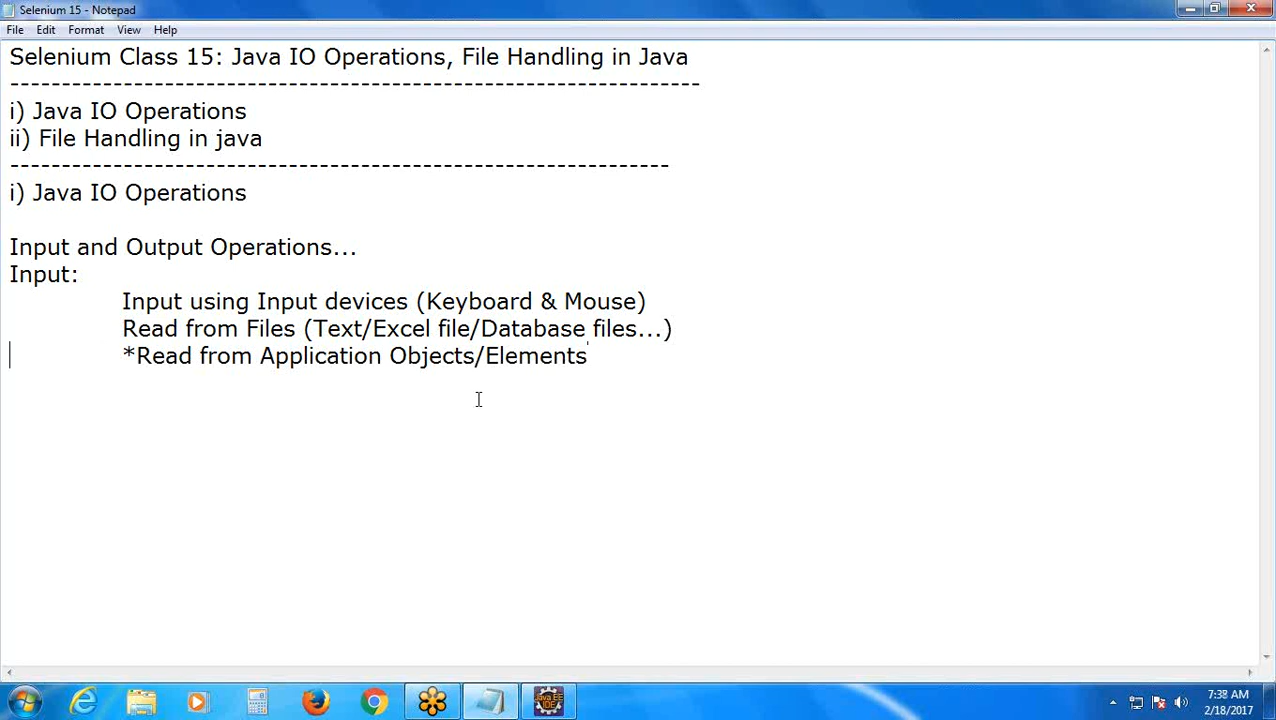 Selenium 15 - Notepad
File Edit Format View Help
Selenium Class 15: Java IO Operations, File Handling in Java
-------------------------------------------------------------------
i) Java IO Operations
ii) File Handling in java
----------------------------------------------------------------
i) Java IO Operations
Input and Output Operations...
Input:
Input using Input devices (Keyboard & Mouse)
Read from Files (Text/Excel file/Database files...)
*Read from Application Objects/Elements
Java EE
IDE
7:38 AM
2/18/2017